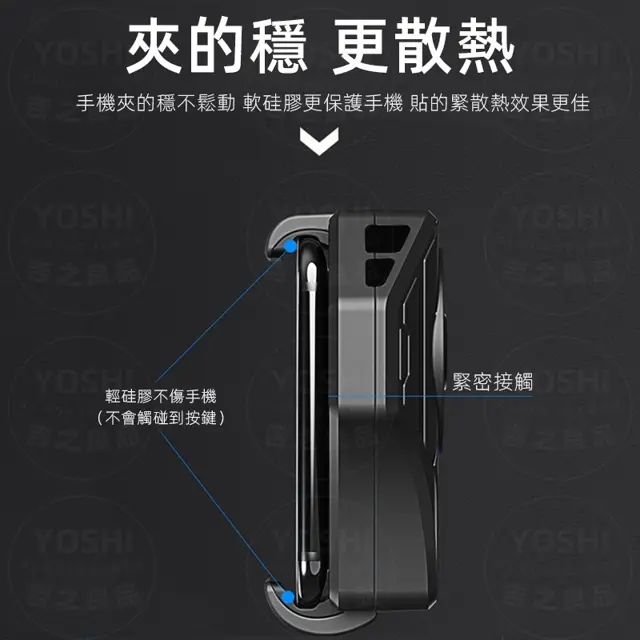 夾的穩 更散熱
手機夾的穩不鬆動 軟硅膠更保護手機 貼的緊散熱效果更佳
緊密接觸
輕硅膠不傷手機
（不會觸碰到按鍵）
YOSHI